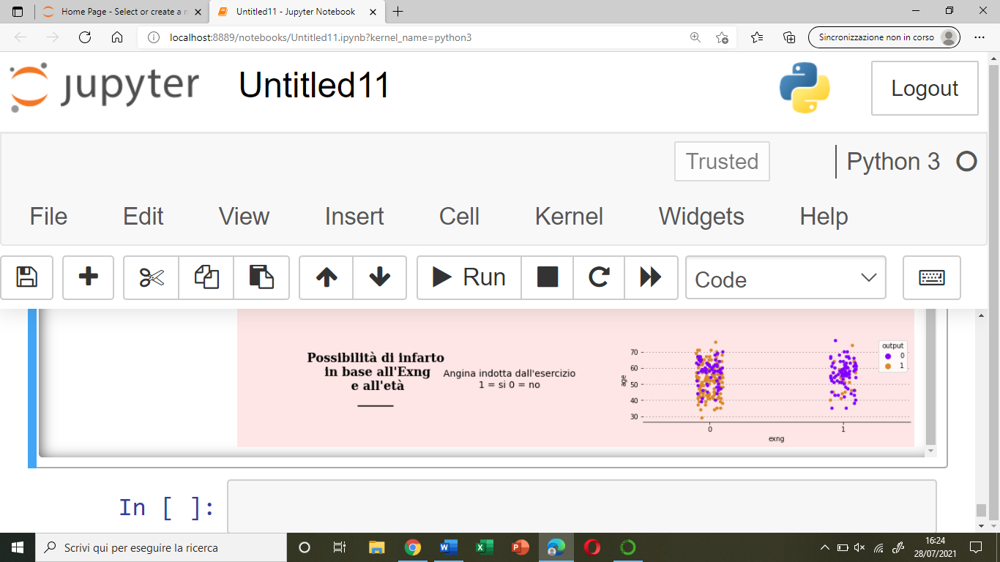 Home Page - Select or create a n
Untitled11 - Jupyter Notebook
localhost:8889/notebooks/Untitled11.ipynb?kernel_name=python3
Sincronizzazione non in corso
jupyter
Untitled11
Logout
Trusted
Python 3
File Edit View Insert Cell Kernel Widgets Help
Run
Code
Possibilità di infarto
in base all'Exng
e all'età
Angina indotta dall'esercizio
1 = si 0 = no
age
70
60
50
40
30
0 1
exng
output
0
1
In [ ]:
Scrivi qui per eseguire la ricerca
16:24
28/07/2021